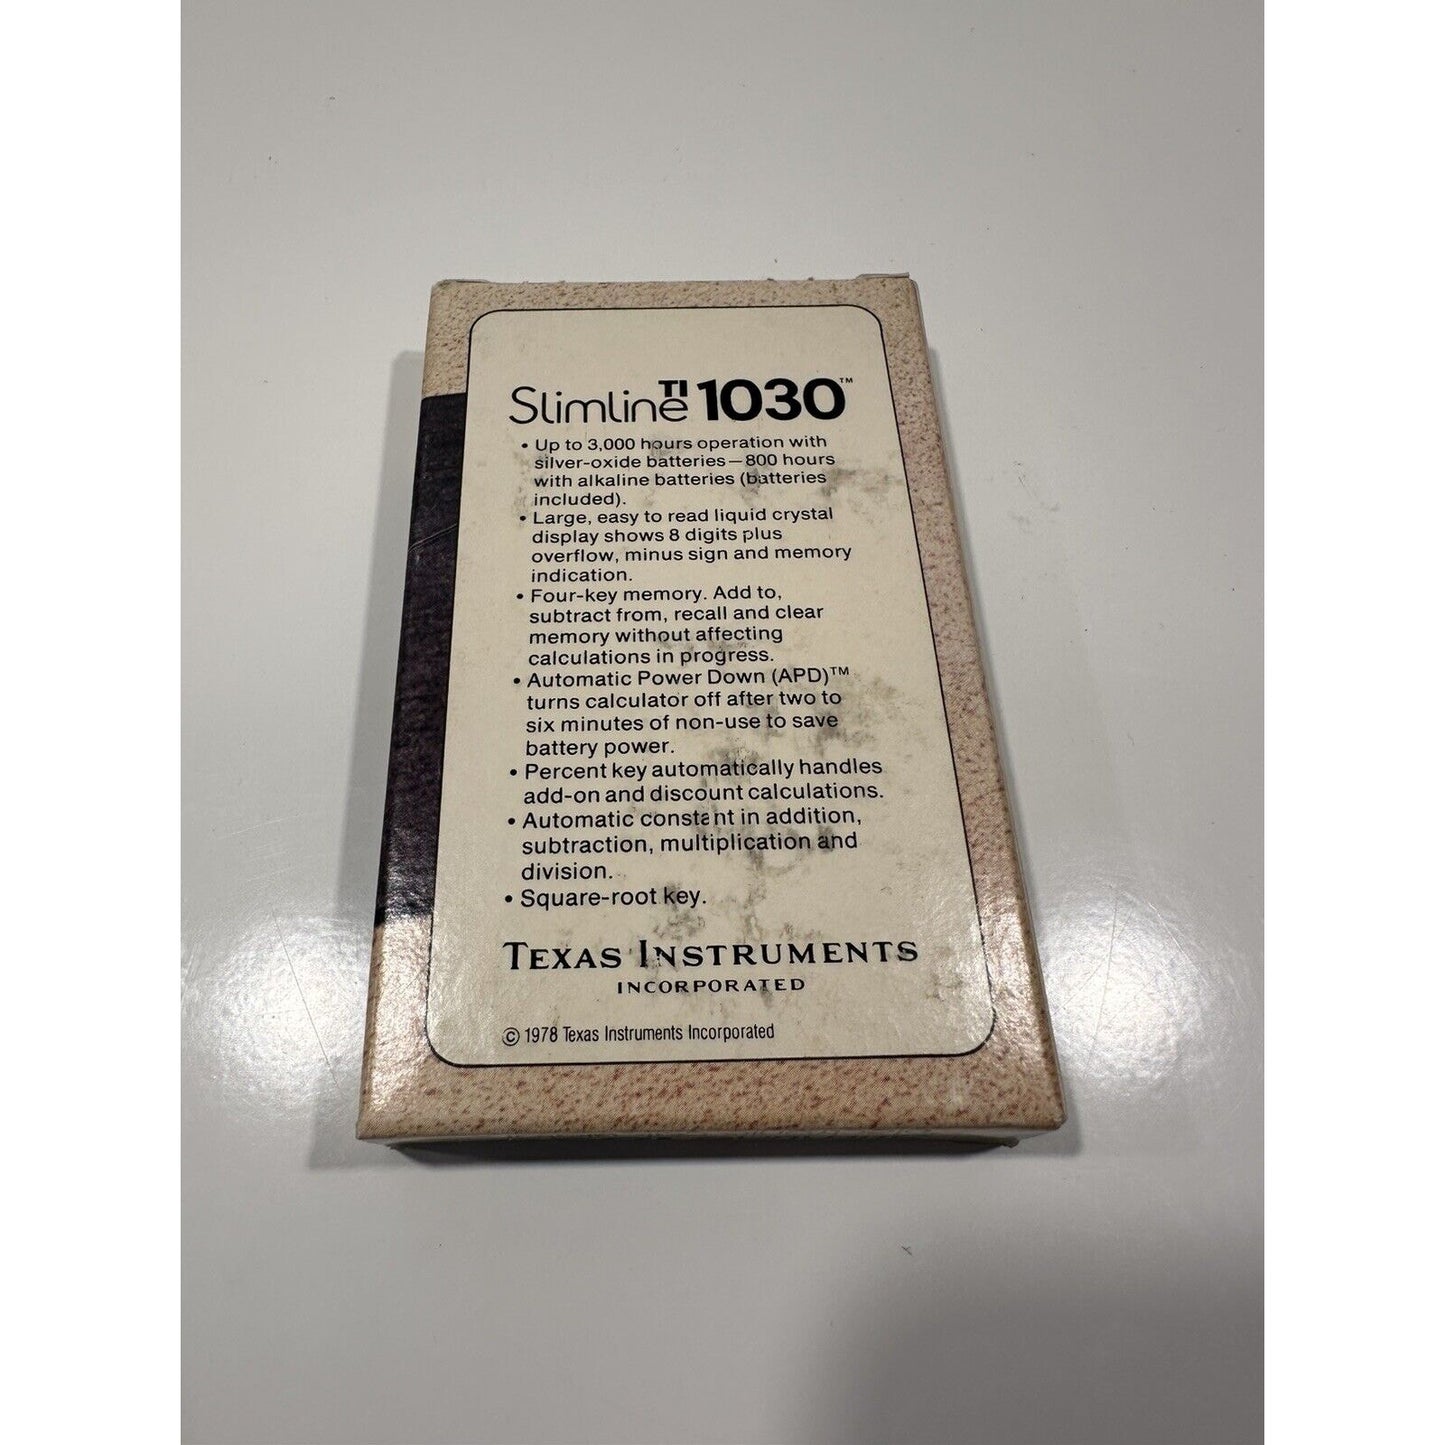 Slimline TI 1030™
• Up to 3,000 hours operation with
silver-oxide batteries—800 hours
with alkaline batteries (batteries
included).
• Large, easy to read liquid crystal
display shows 8 digits plus
overflow, minus sign and memory
indication.
• Four-key memory. Add to,
subtract from, recall and clear
memory without affecting
calculations in progress.
• Automatic Power Down (APD)™
turns calculator off after two to
six minutes of non-use to save
battery power.
• Percent key automatically handles
add-on and discount calculations.
• Automatic constant in addition,
subtraction, multiplication and
division.
• Square-root key.
TEXAS INSTRUMENTS
INCORPORATED
© 1978 Texas Instruments Incorporated